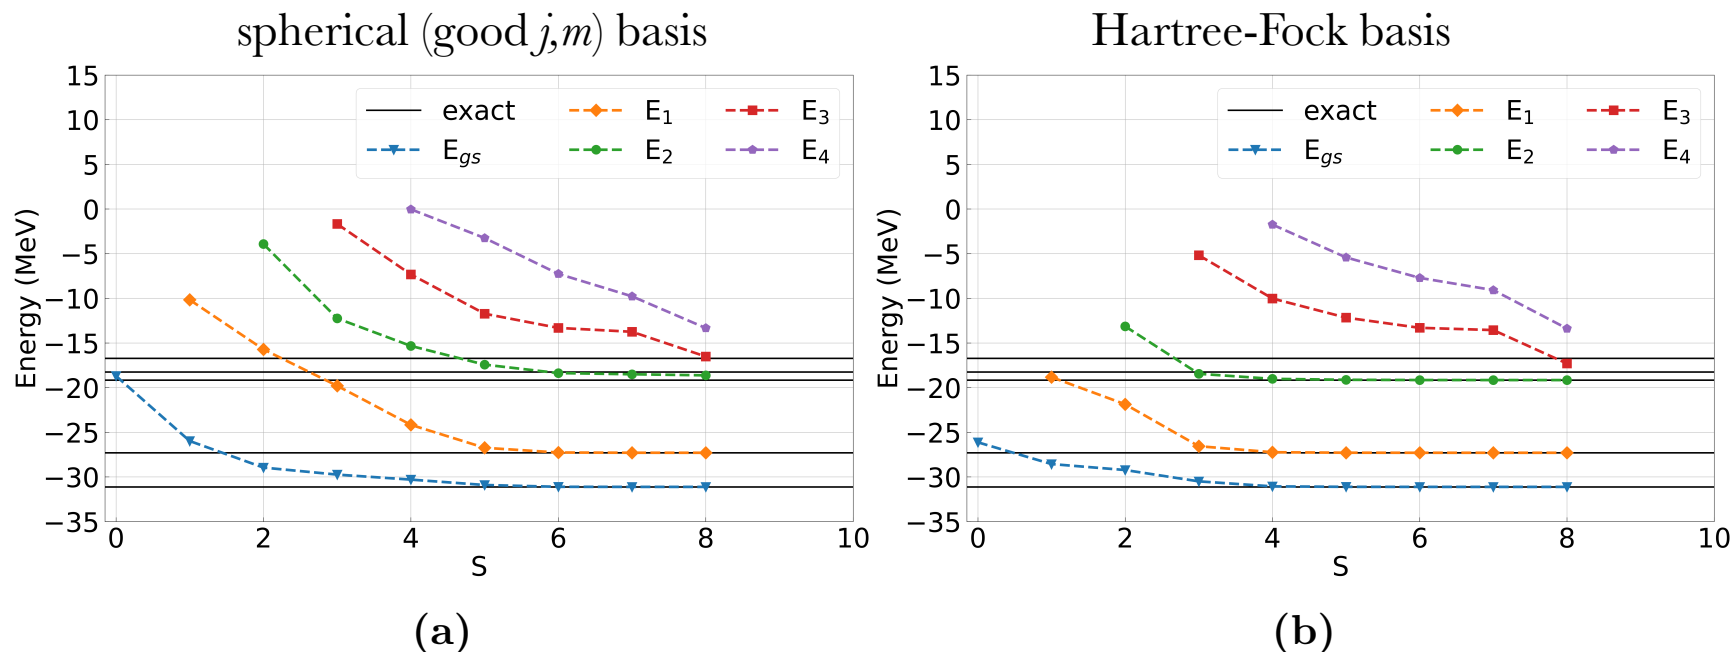 spherical (good j,m) basis
15
10
5
0
−5
−10
−15
−20
−25
−30
−35
Energy (MeV)
exact
E_gs
E_1
E_2
E_3
E_4
0 2 4 6 8 10
S
(a)
Hartree-Fock basis
15
10
5
0
−5
−10
−15
−20
−25
−30
−35
Energy (MeV)
exact
E_gs
E_1
E_2
E_3
E_4
0 2 4 6 8 10
S
(b)